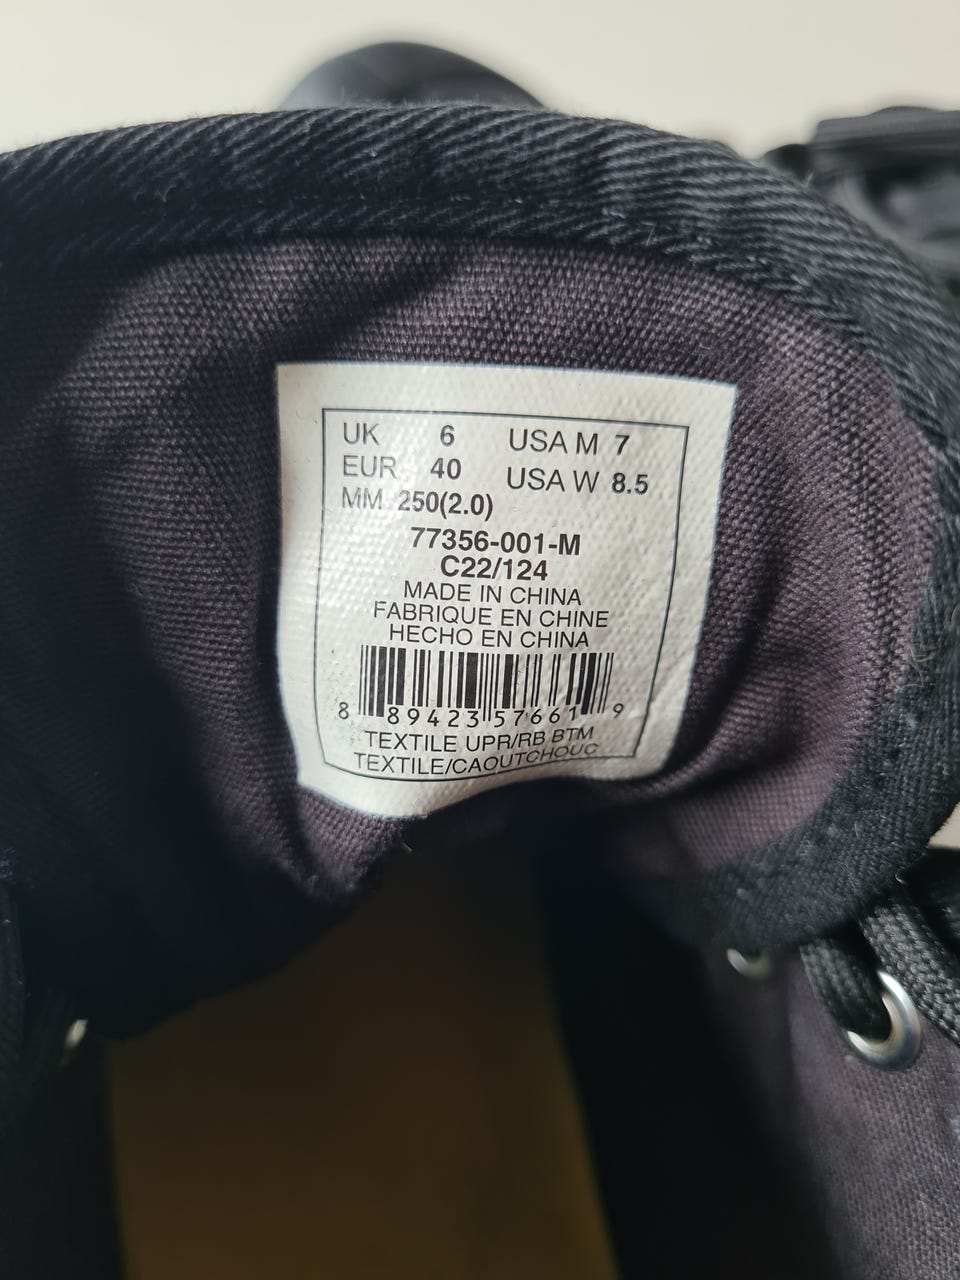 UK 6 USA M 7
EUR 40 USA W 8.5
MM 250(2.0)
77356-001-M
C22/124
MADE IN CHINA
FABRIQUE EN CHINE
HECHO EN CHINA
8 89423 57661 9
TEXTILE UPR/RB BTM
TEXTILE/CAOUTCHOUC